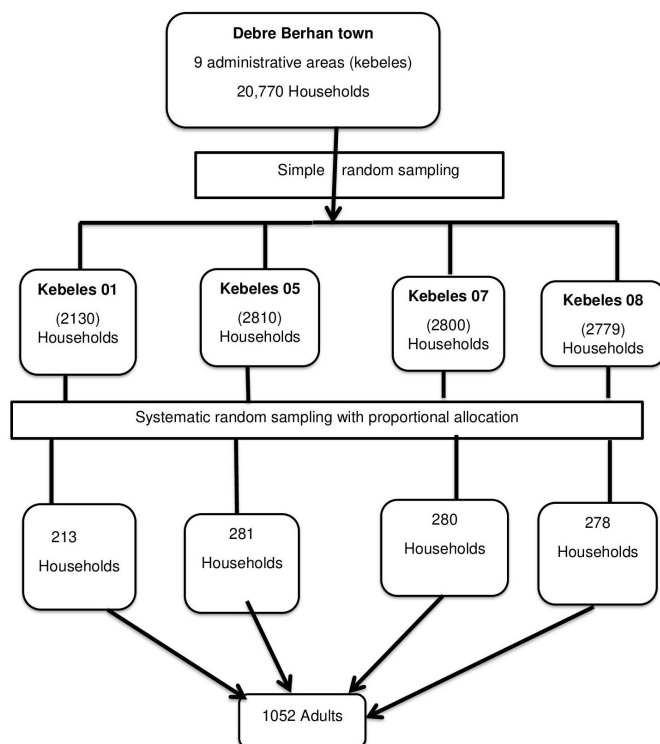 Debre Berhan town
9 administrative areas (kebeles)
20,770 Households
Simple random sampling
Kebeles 01
(2130)
Households
Kebeles 05
(2810)
Households
Kebeles 07
(2800)
Households
Kebeles 08
(2779)
Households
Systematic random sampling with proportional allocation
213
Households
281
Households
280
Households
278
Households
1052 Adults